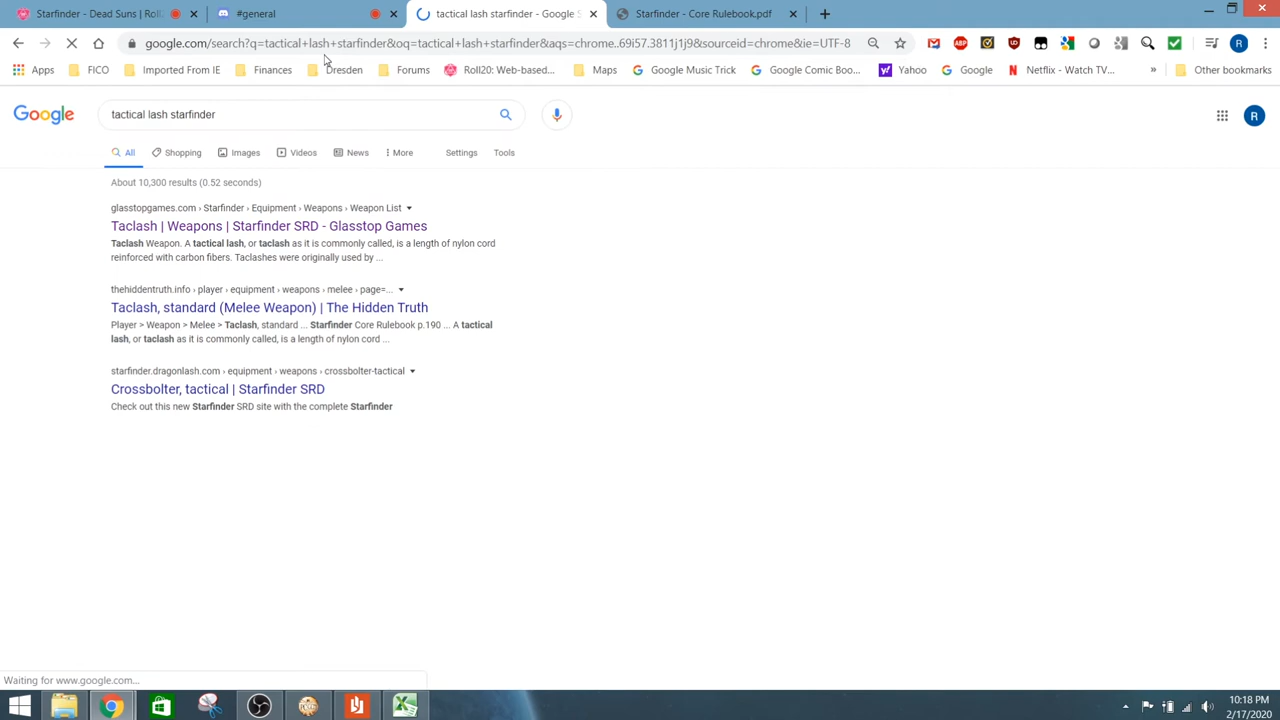 Starfinder - Dead Suns | Roll
#general
tactical lash starfinder - Google S
Starfinder - Core Rulebook.pdf
google.com/search?q=tactical+lash+starfinder&oq=tactical+lash+starfinder&aqs=chrome..69i57.3811j1j9&sourceid=chrome&ie=UTF-8
Apps
FICO
Imported From IE
Finances
Dresden
Forums
Roll20: Web-based...
Maps
Google Music Trick
Google Comic Boo...
Yahoo
Google
Netflix - Watch TV...
»
Other bookmarks
Google
tactical lash starfinder
R
All
Shopping
Images
Videos
News
More
Settings
Tools
About 10,300 results (0.52 seconds)
glasstopgames.com › Starfinder › Equipment › Weapons › Weapon List
Taclash | Weapons | Starfinder SRD - Glasstop Games
Taclash Weapon. A tactical lash, or taclash as it is commonly called, is a length of nylon cord
reinforced with carbon fibers. Taclashes were originally used by ...
thehiddentruth.info › player › equipment › weapons › melee › page=...
Taclash, standard (Melee Weapon) | The Hidden Truth
Player > Weapon > Melee > Taclash, standard ... Starfinder Core Rulebook p.190 ... A tactical
lash, or taclash as it is commonly called, is a length of nylon cord ...
starfinder.dragonlash.com › equipment › weapons › crossbolter-tactical
Crossbolter, tactical | Starfinder SRD
Check out this new Starfinder SRD site with the complete Starfinder
Waiting for www.google.com...
10:18 PM
2/17/2020